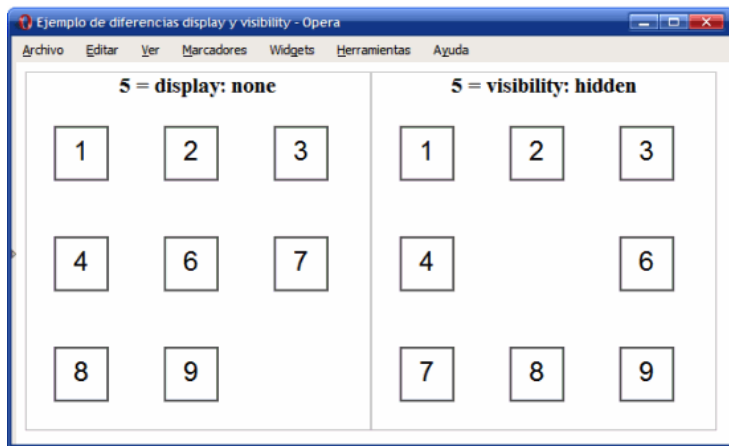 Ejemplo de diferencias display y visibility - Opera
Archivo Editar Ver Marcadores Widgets Herramientas Ayuda
5 = display: none
1 2 3
4 6 7
8 9
5 = visibility: hidden
1 2 3
4 6
7 8 9